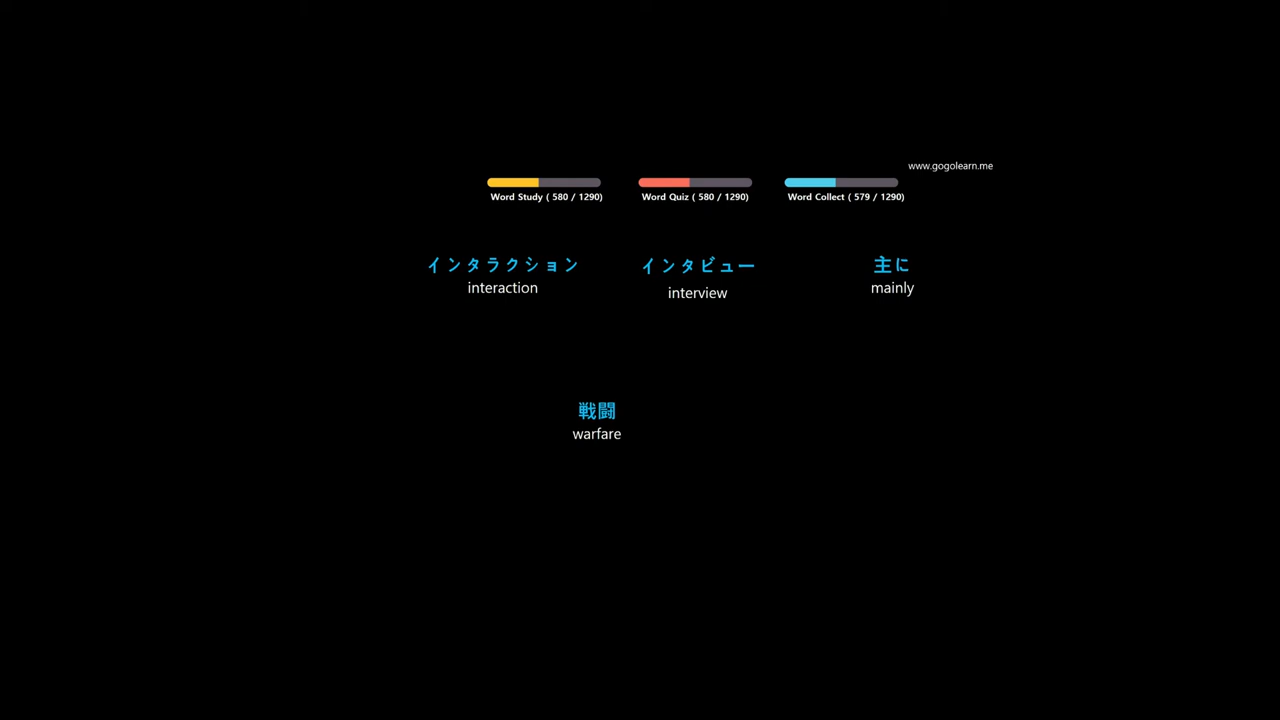 www.gogolearn.me
Word Study ( 580 / 1290)
Word Quiz ( 580 / 1290)
Word Collect ( 579 / 1290)
インタラクション
interaction
インタビュー
interview
主に
mainly
戦闘
warfare